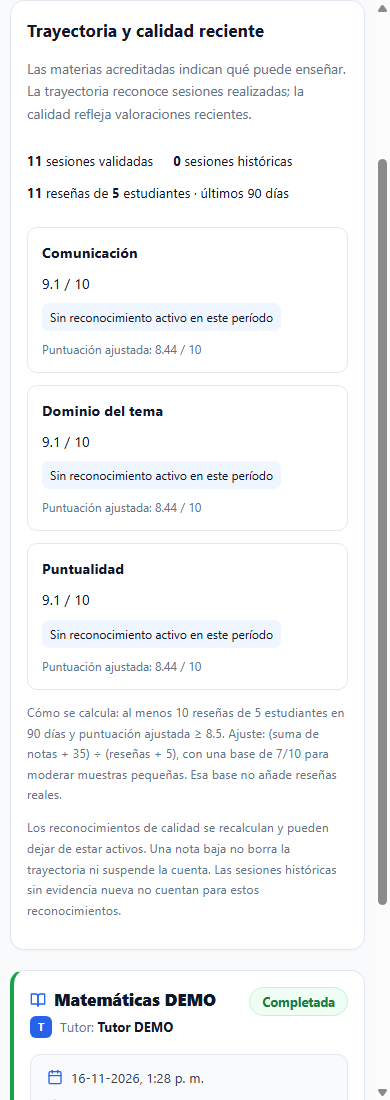 Trayectoria y calidad reciente
Las materias acreditadas indican qué puede enseñar.
La trayectoria reconoce sesiones realizadas; la
calidad refleja valoraciones recientes.
11 sesiones validadas 0 sesiones históricas
11 reseñas de 5 estudiantes · últimos 90 días
Comunicación
9.1 / 10
Sin reconocimiento activo en este período
Puntuación ajustada: 8.44 / 10
Dominio del tema
9.1 / 10
Sin reconocimiento activo en este período
Puntuación ajustada: 8.44 / 10
Puntualidad
9.1 / 10
Sin reconocimiento activo en este período
Puntuación ajustada: 8.44 / 10
Cómo se calcula: al menos 10 reseñas de 5 estudiantes en
90 días y puntuación ajustada ≥ 8.5. Ajuste: (suma de
notas + 35) ÷ (reseñas + 5), con una base de 7/10 para
moderar muestras pequeñas. Esa base no añade reseñas
reales.
Los reconocimientos de calidad se recalculan y pueden
dejar de estar activos. Una nota baja no borra la
trayectoria ni suspende la cuenta. Las sesiones históricas
sin evidencia nueva no cuentan para estos
reconocimientos.
Matemáticas DEMO Completada
T Tutor: Tutor DEMO
16-11-2026, 1:28 p. m.